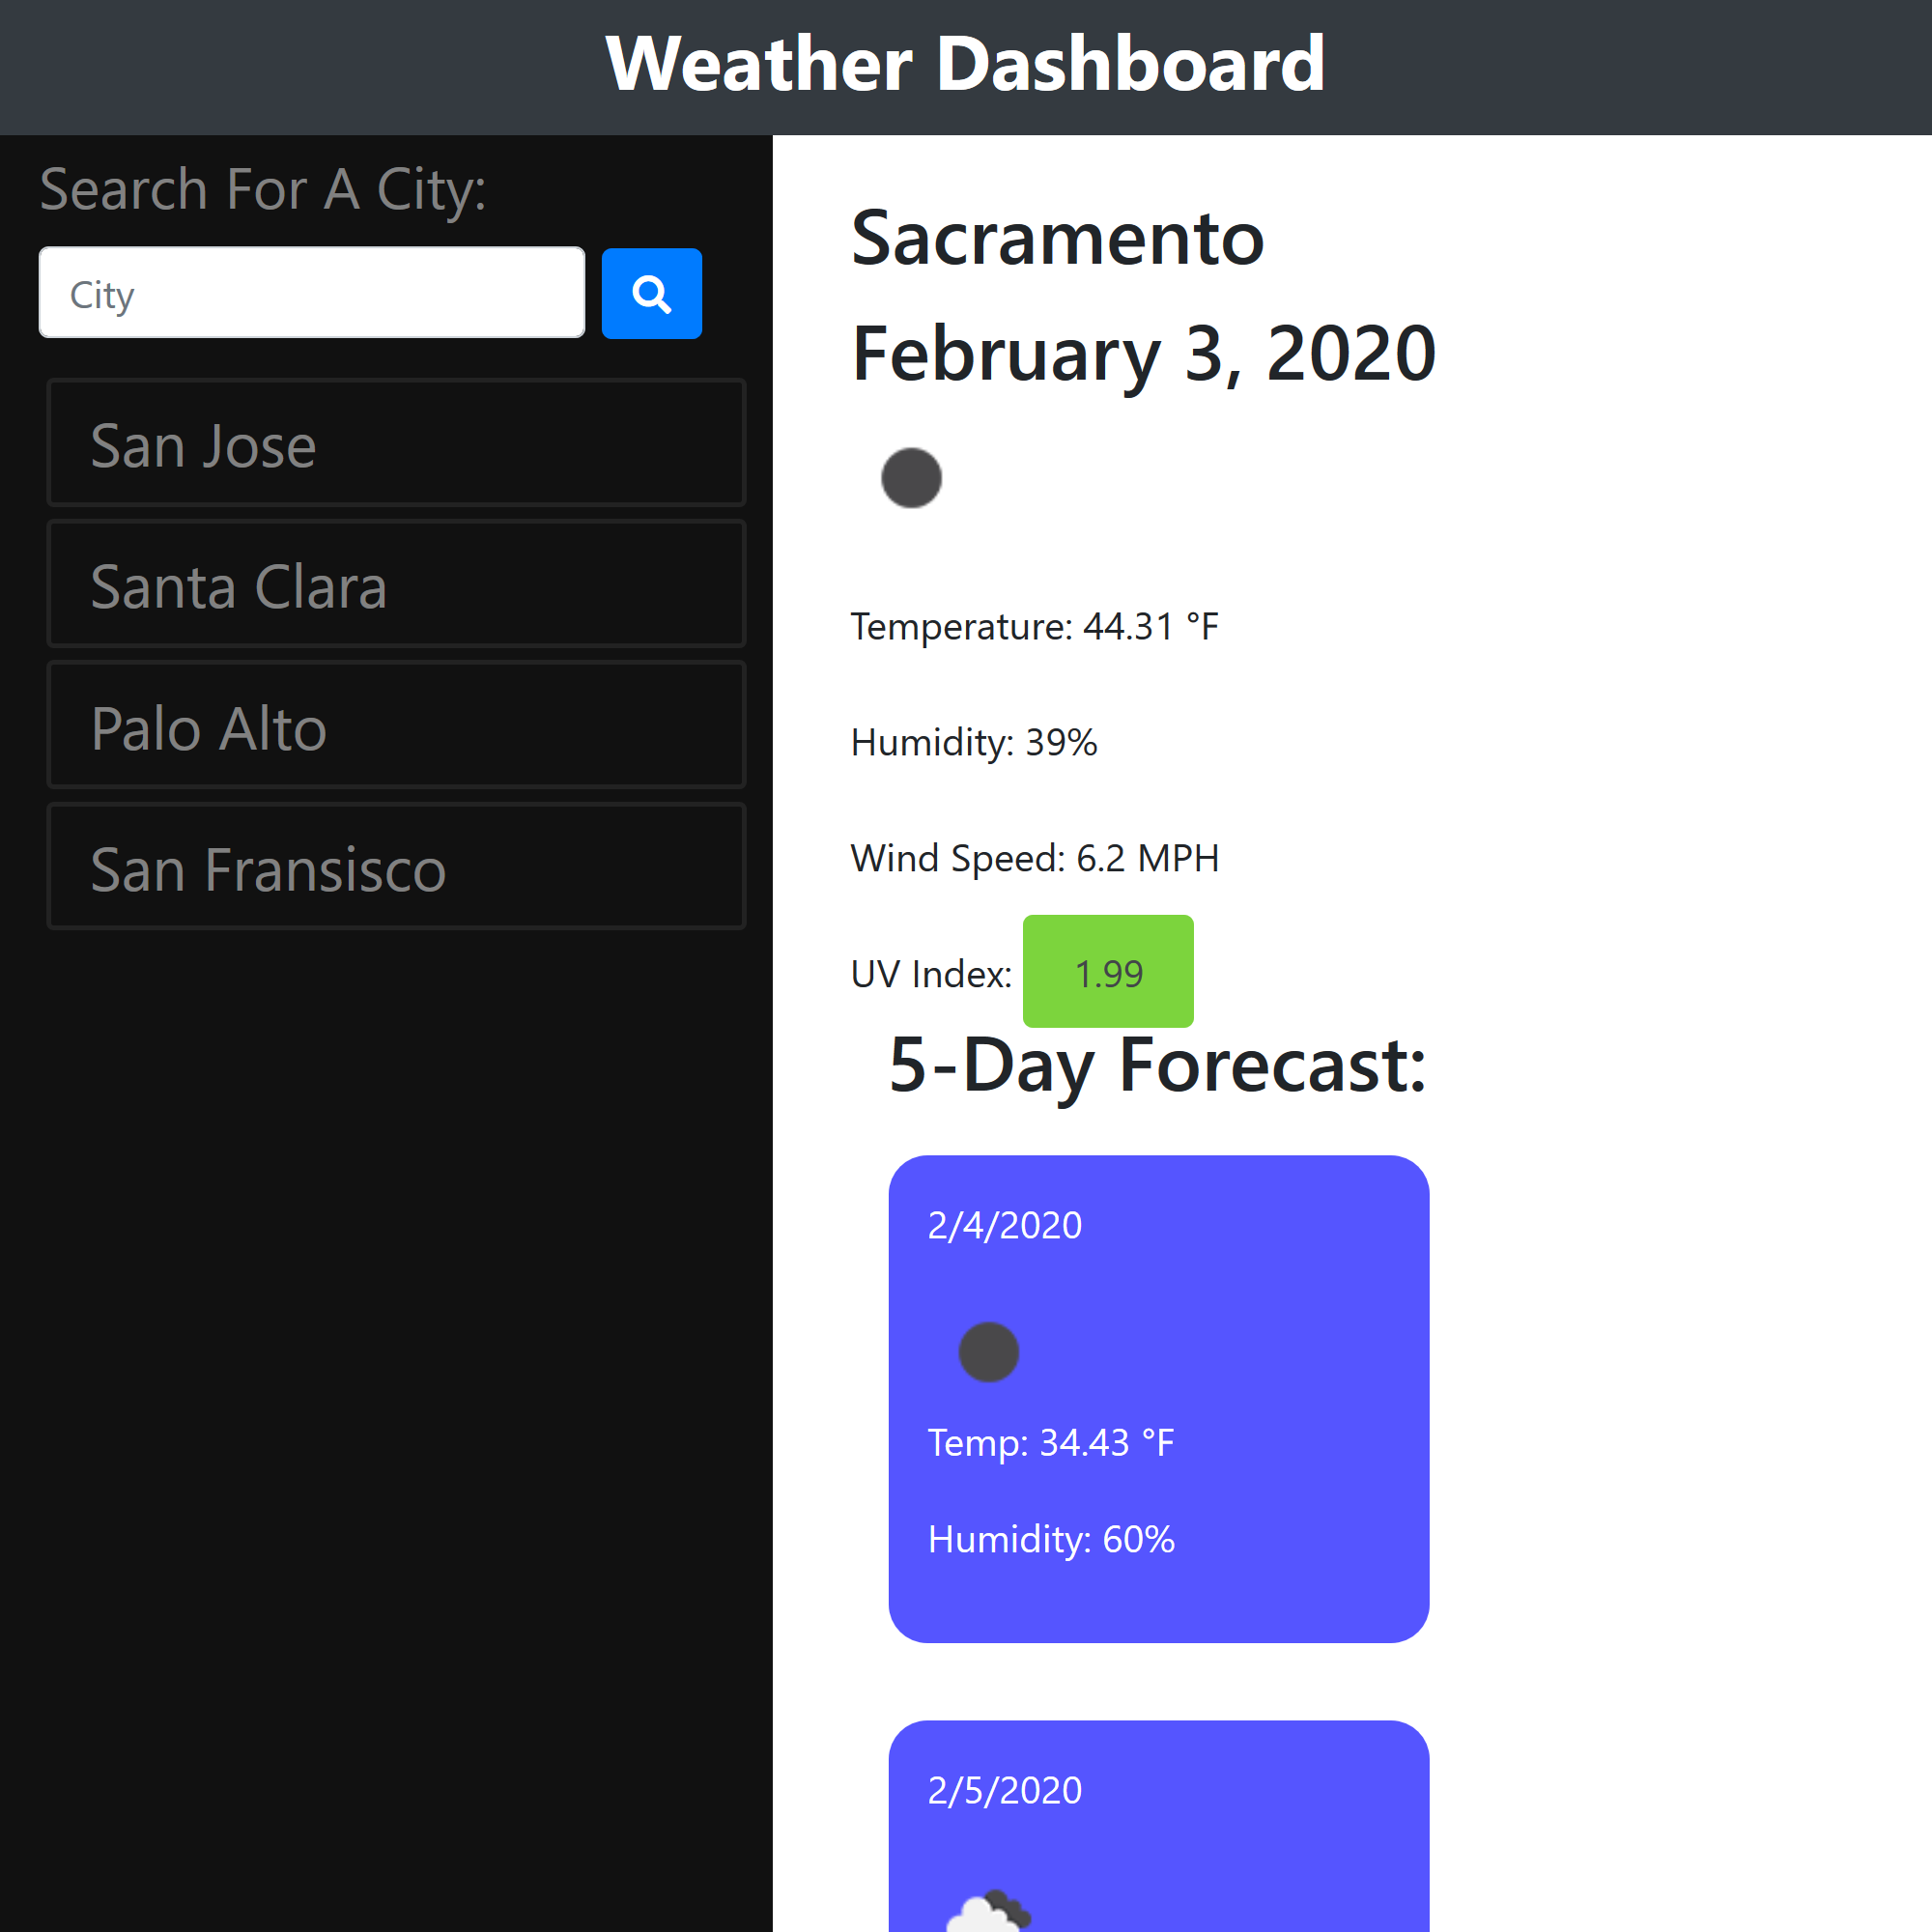 Weather Dashboard
Search For A City:
City
San Jose
Santa Clara
Palo Alto
San Fransisco
Sacramento
February 3, 2020
Temperature: 44.31 °F
Humidity: 39%
Wind Speed: 6.2 MPH
UV Index: 1.99
5-Day Forecast:
2/4/2020
Temp: 34.43 °F
Humidity: 60%
2/5/2020